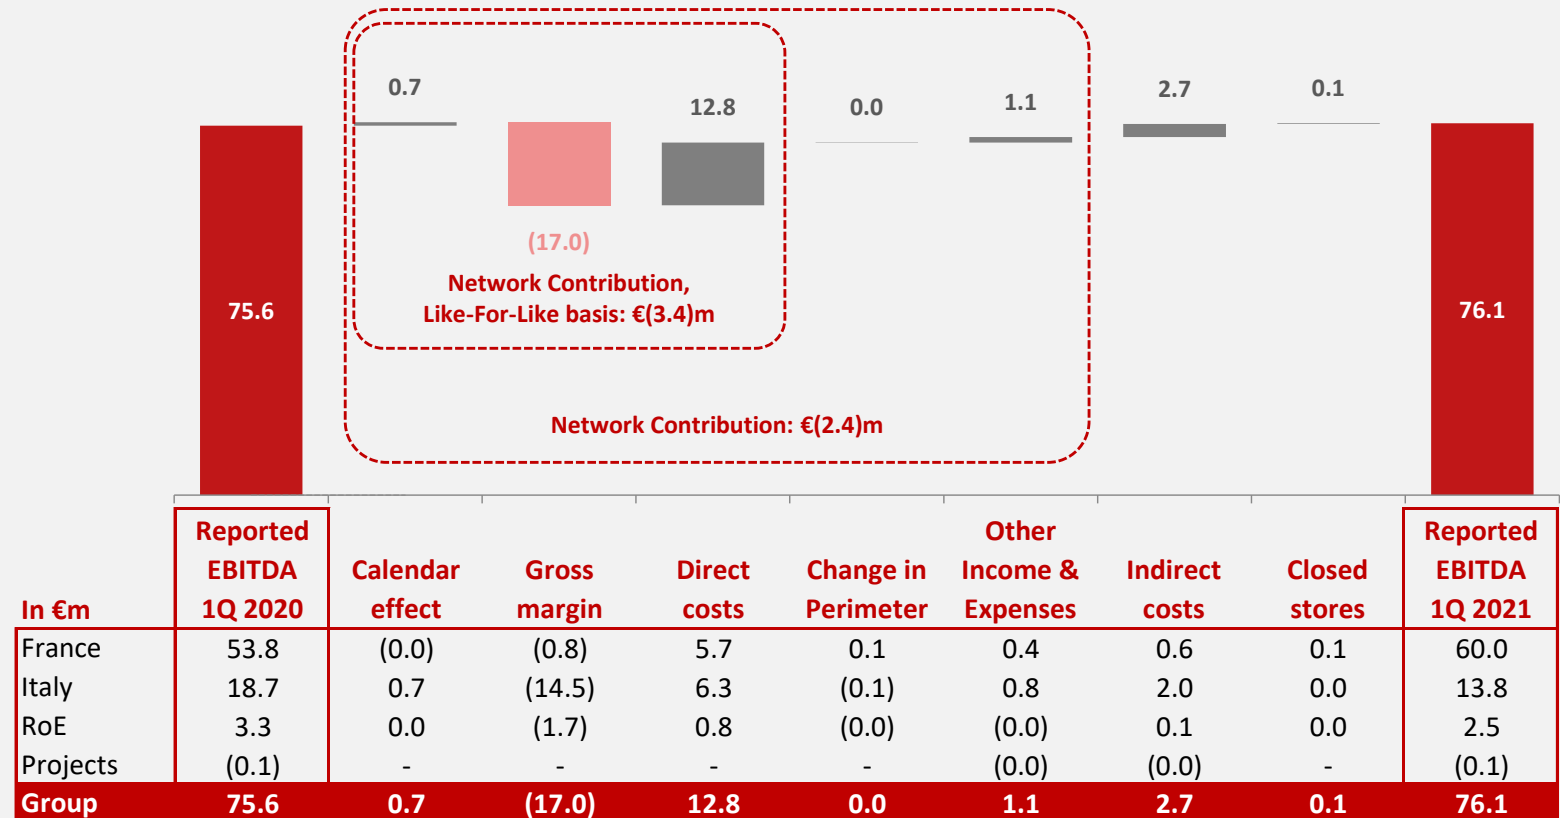 0.7
12.8
0.0
1.1
2.7
0.1
(17.0)
Network Contribution,
Like-For-Like basis: €(3.4)m
75.6
76.1
Network Contribution: €(2.4)m
In €m Reported EBITDA 1Q 2020 Calendar effect Gross margin Direct costs Change in Perimeter Other Income & Expenses Indirect costs Closed stores Reported EBITDA 1Q 2021
France 53.8 (0.0) (0.8) 5.7 0.1 0.4 0.6 0.1 60.0
Italy 18.7 0.7 (14.5) 6.3 (0.1) 0.8 2.0 0.0 13.8
RoE 3.3 0.0 (1.7) 0.8 (0.0) (0.0) 0.1 0.0 2.5
Projects (0.1) - - - - (0.0) (0.0) - (0.1)
Group 75.6 0.7 (17.0) 12.8 0.0 1.1 2.7 0.1 76.1